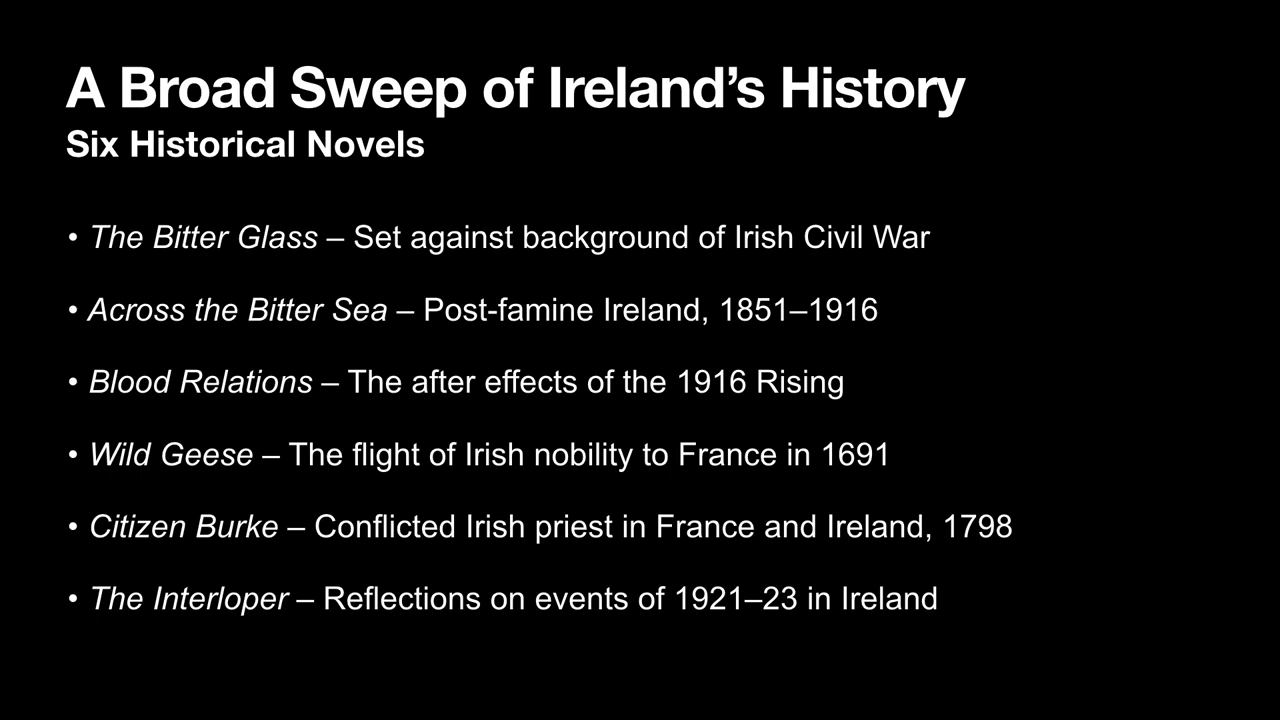 A Broad Sweep of Ireland’s History
Six Historical Novels
• The Bitter Glass – Set against background of Irish Civil War
• Across the Bitter Sea – Post-famine Ireland, 1851–1916
• Blood Relations – The after effects of the 1916 Rising
• Wild Geese – The flight of Irish nobility to France in 1691
• Citizen Burke – Conflicted Irish priest in France and Ireland, 1798
• The Interloper – Reflections on events of 1921–23 in Ireland